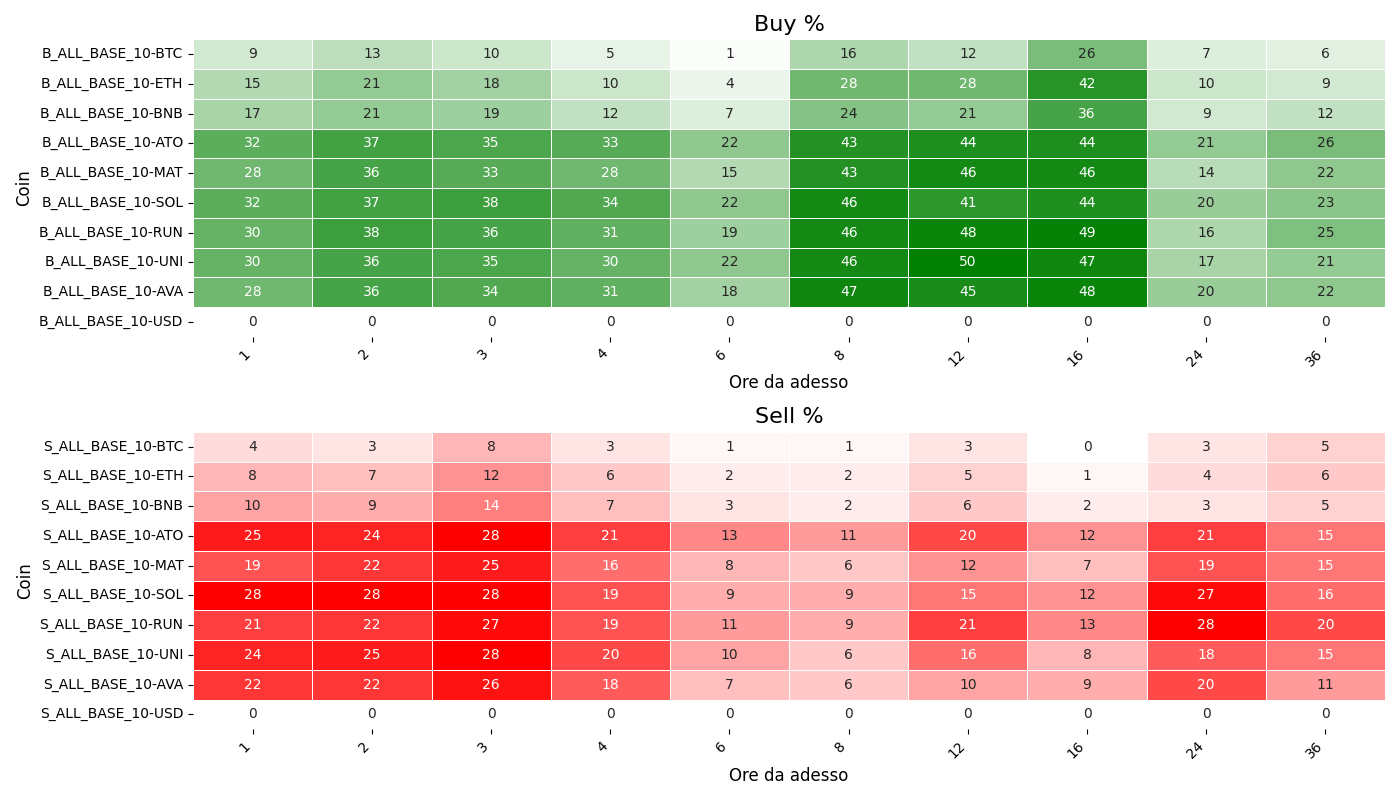 Buy %
Coin
B_ALL_BASE_10-BTC 9 13 10 5 1 16 12 26 7 6
B_ALL_BASE_10-ETH 15 21 18 10 4 28 28 42 10 9
B_ALL_BASE_10-BNB 17 21 19 12 7 24 21 36 9 12
B_ALL_BASE_10-ATO 32 37 35 33 22 43 44 44 21 26
B_ALL_BASE_10-MAT 28 36 33 28 15 43 46 46 14 22
B_ALL_BASE_10-SOL 32 37 38 34 22 46 41 44 20 23
B_ALL_BASE_10-RUN 30 38 36 31 19 46 48 49 16 25
B_ALL_BASE_10-UNI 30 36 35 30 22 46 50 47 17 21
B_ALL_BASE_10-AVA 28 36 34 31 18 47 45 48 20 22
B_ALL_BASE_10-USD 0 0 0 0 0 0 0 0 0 0
1 2 3 4 6 8 12 16 24 36
Ore da adesso
Sell %
Coin
S_ALL_BASE_10-BTC 4 3 8 3 1 1 3 0 3 5
S_ALL_BASE_10-ETH 8 7 12 6 2 2 5 1 4 6
S_ALL_BASE_10-BNB 10 9 14 7 3 2 6 2 3 5
S_ALL_BASE_10-ATO 25 24 28 21 13 11 20 12 21 15
S_ALL_BASE_10-MAT 19 22 25 16 8 6 12 7 19 15
S_ALL_BASE_10-SOL 28 28 28 19 9 9 15 12 27 16
S_ALL_BASE_10-RUN 21 22 27 19 11 9 21 13 28 20
S_ALL_BASE_10-UNI 24 25 28 20 10 6 16 8 18 15
S_ALL_BASE_10-AVA 22 22 26 18 7 6 10 9 20 11
S_ALL_BASE_10-USD 0 0 0 0 0 0 0 0 0 0
1 2 3 4 6 8 12 16 24 36
Ore da adesso